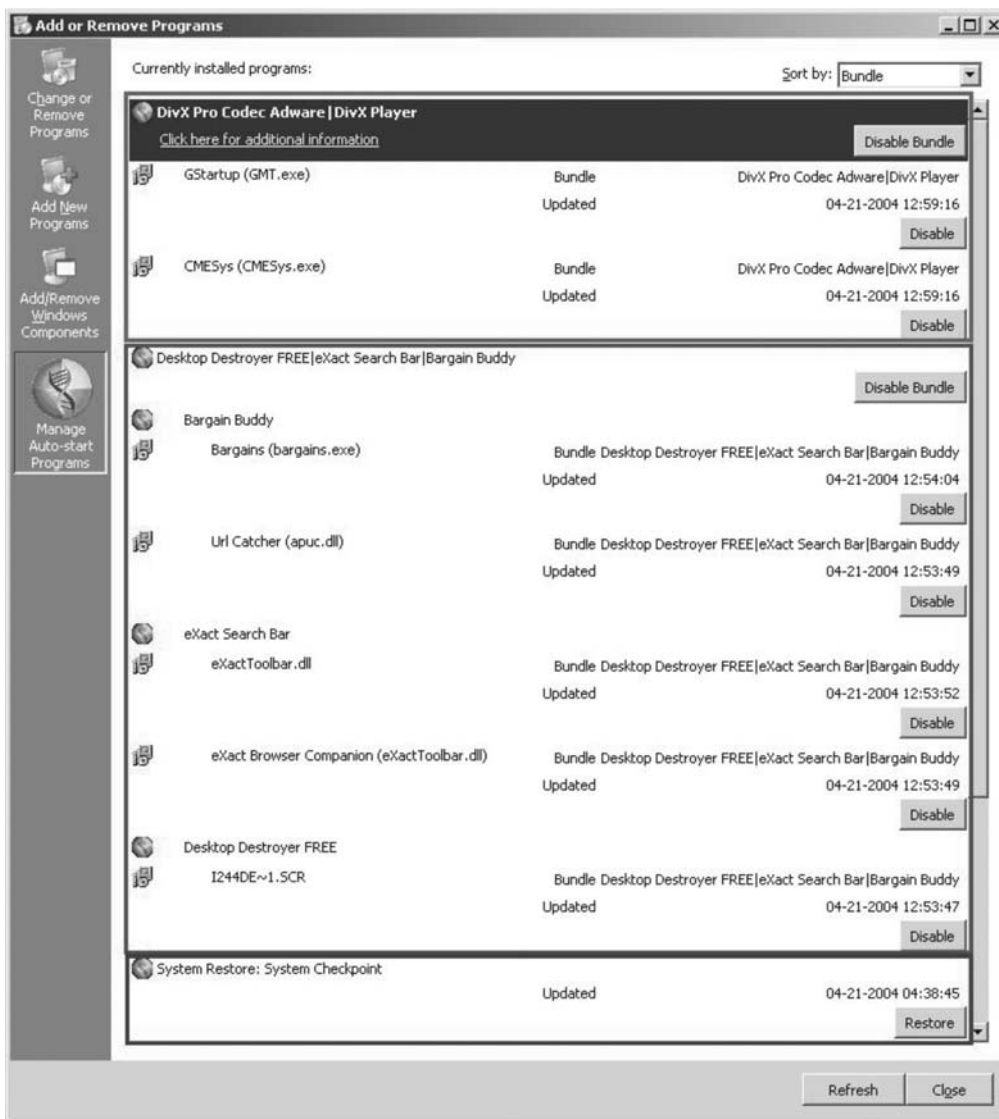 Add or Remove Programs
Change or
Remove
Programs
Add New
Programs
Add/Remove
Windows
Components
Manage
Auto-start
Programs
Currently installed programs:
Sort by: Bundle
DivX Pro Codec Adware|DivX Player
Click here for additional information
Disable Bundle
GStartup (GMT.exe) Bundle DivX Pro Codec Adware|DivX Player
Updated 04-21-2004 12:59:16
Disable
CMESys (CMESys.exe) Bundle DivX Pro Codec Adware|DivX Player
Updated 04-21-2004 12:59:16
Disable
Desktop Destroyer FREE|eXact Search Bar|Bargain Buddy
Disable Bundle
Bargain Buddy
Bargains (bargains.exe) Bundle Desktop Destroyer FREE|eXact Search Bar|Bargain Buddy
Updated 04-21-2004 12:54:04
Disable
Url Catcher (apuc.dll) Bundle Desktop Destroyer FREE|eXact Search Bar|Bargain Buddy
Updated 04-21-2004 12:53:49
Disable
eXact Search Bar
eXactToolbar.dll Bundle Desktop Destroyer FREE|eXact Search Bar|Bargain Buddy
Updated 04-21-2004 12:53:52
Disable
eXact Browser Companion (eXactToolbar.dll) Bundle Desktop Destroyer FREE|eXact Search Bar|Bargain Buddy
Updated 04-21-2004 12:53:49
Disable
Desktop Destroyer FREE
I244DE~1.SCR Bundle Desktop Destroyer FREE|eXact Search Bar|Bargain Buddy
Updated 04-21-2004 12:53:47
Disable
System Restore: System Checkpoint
Updated 04-21-2004 04:38:45
Restore
Refresh Close